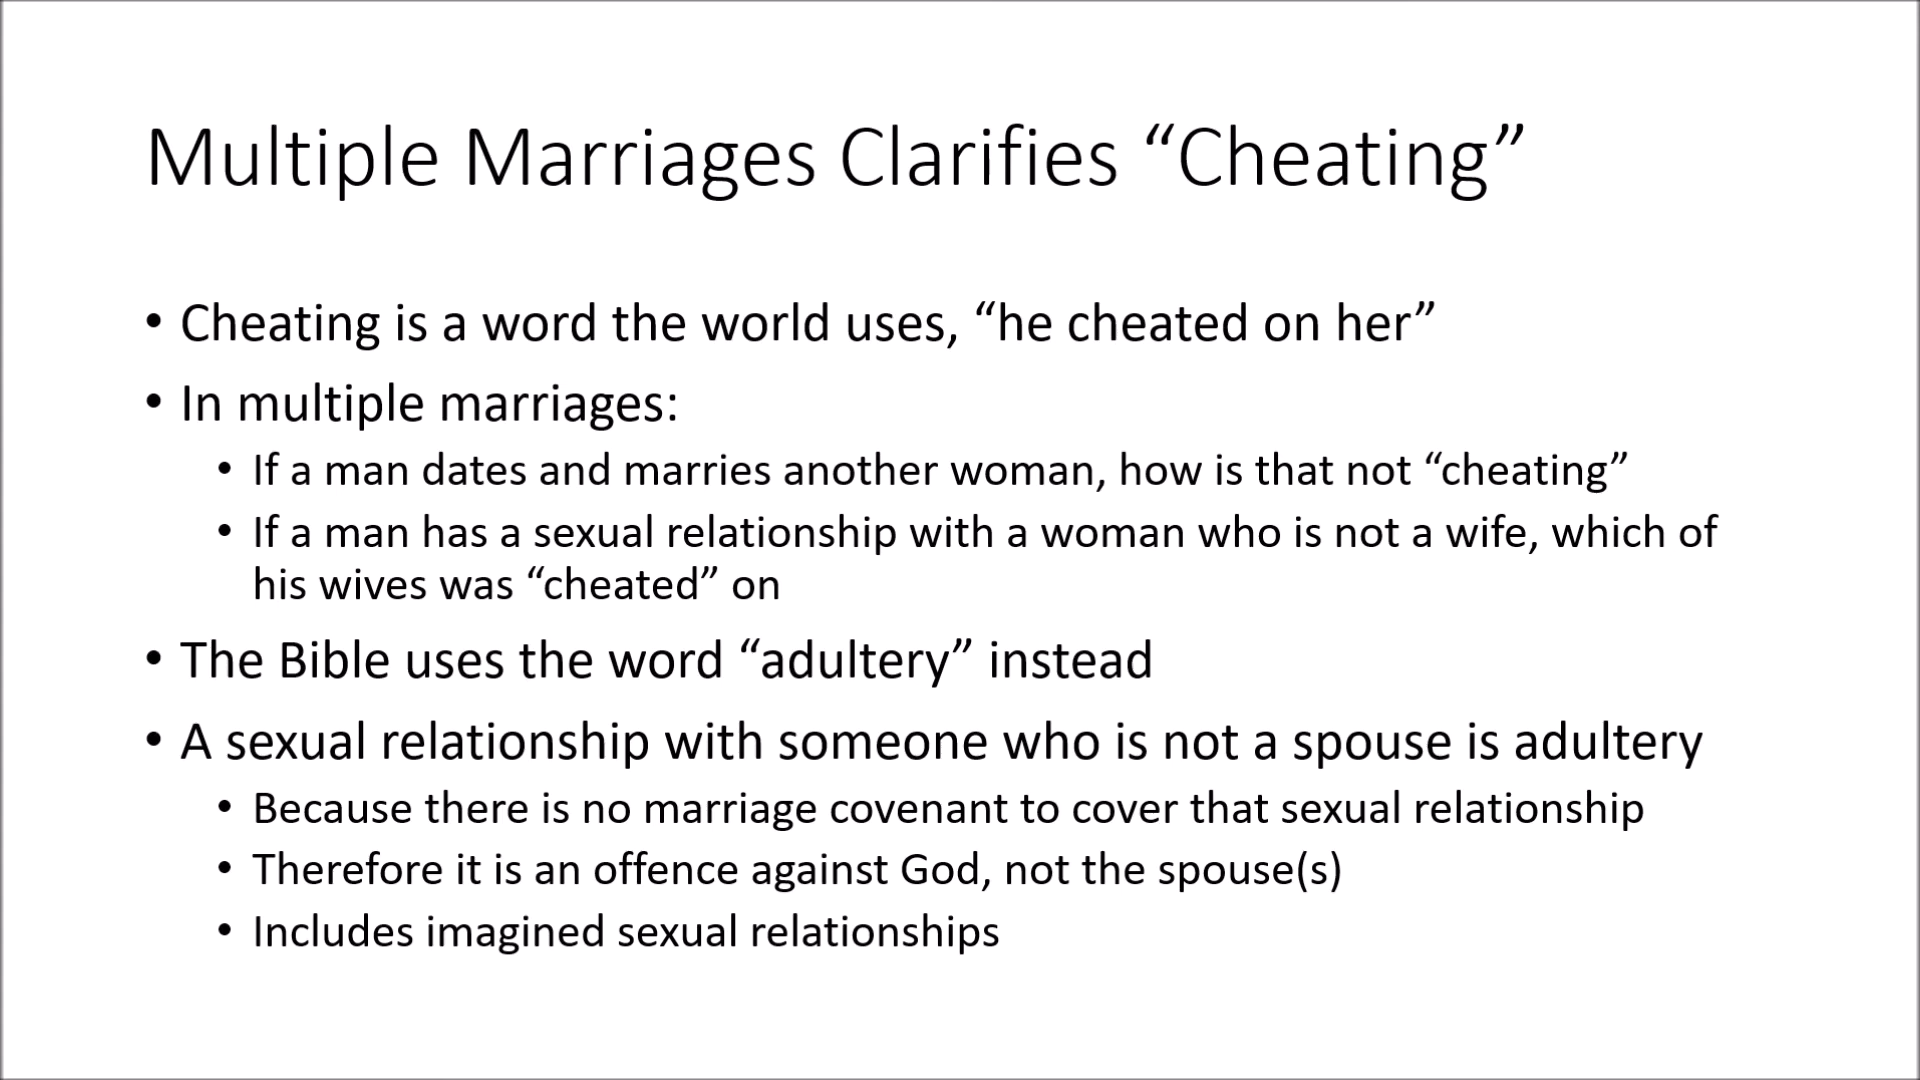 Multiple Marriages Clarifies “Cheating”
• Cheating is a word the world uses, “he cheated on her”
• In multiple marriages:
• If a man dates and marries another woman, how is that not “cheating”
• If a man has a sexual relationship with a woman who is not a wife, which of
his wives was “cheated” on
• The Bible uses the word “adultery” instead
• A sexual relationship with someone who is not a spouse is adultery
• Because there is no marriage covenant to cover that sexual relationship
• Therefore it is an offence against God, not the spouse(s)
• Includes imagined sexual relationships